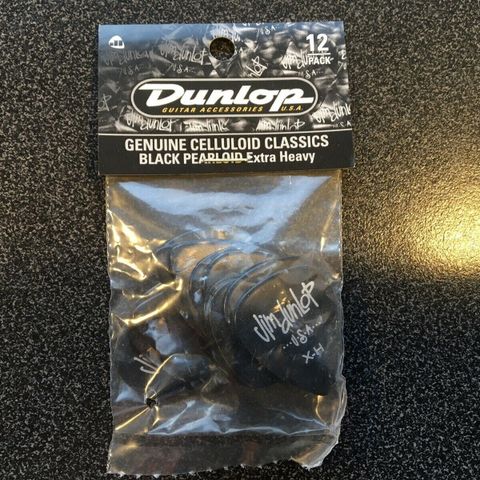 12
PACK
Dunlop
GUITAR ACCESSORIES U.S.A.
GENUINE CELLULOID CLASSICS
BLACK PEARLOID Extra Heavy
Jim Dunlop
...U.S.A...
X-H